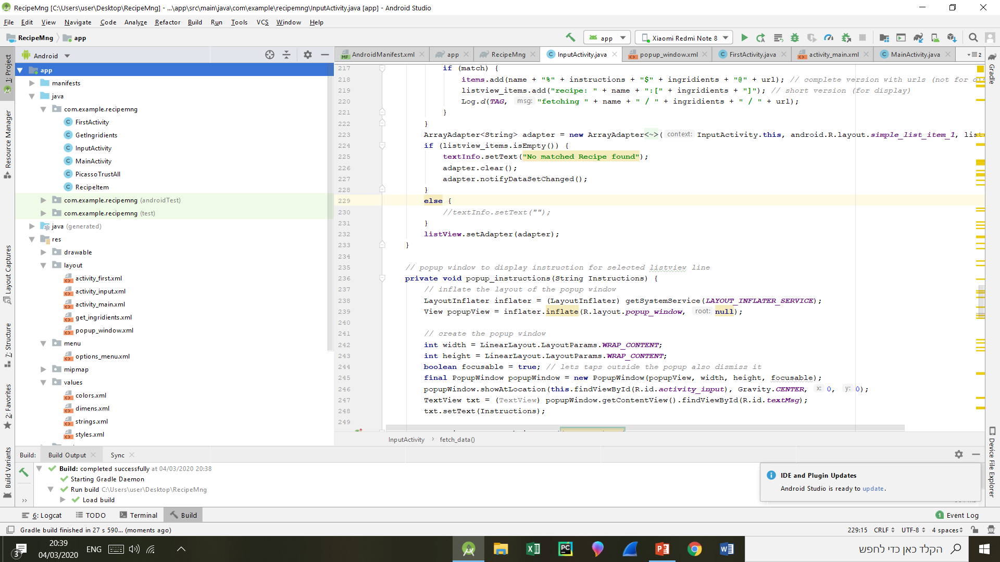 RecipeMng [C:\Users\user\Desktop\RecipeMng] - ...\app\src\main\java\com\example\recipemng\InputActivity.java [app] - Android Studio
File Edit View Navigate Code Analyze Refactor Build Run Tools VCS Window Help
RecipeMng app
app
Xiaomi Redmi Note 8
1: Project
Resource Manager
Layout Captures
7: Structure
2: Favorites
Build Variants
Android
app
manifests
java
com.example.recipemng
FirstActivity
GetIngridients
InputActivity
MainActivity
PicassoTrustAll
RecipeItem
com.example.recipemng (androidTest)
com.example.recipemng (test)
java (generated)
res
drawable
layout
activity_first.xml
activity_input.xml
activity_main.xml
get_ingridients.xml
popup_window.xml
menu
options_menu.xml
mipmap
values
colors.xml
dimens.xml
strings.xml
styles.xml
AndroidManifest.xml app RecipeMng InputActivity.java popup_window.xml FirstActivity.java activity_main.xml MainActivity.java 2
217 if (match) {
218 items.add(name + "%" + instructions + "$" + ingridients + "@" + url); // complete version with urls (not for dis
219 listview_items.add("recipe: " + name + ":[" + ingridients + "]"); // short version (for display)
220 Log.d(TAG, msg: "fetching " + name + " / " + ingridients + " / " + url);
221 }
222 }
223 ArrayAdapter<String> adapter = new ArrayAdapter<~>( context: InputActivity.this, android.R.layout.simple_list_item_1, list
224 if (listview_items.isEmpty()) {
225 textInfo.setText("No matched Recipe found");
226 adapter.clear();
227 adapter.notifyDataSetChanged();
228 }
229 else {
230 //textInfo.setText("");
231 }
232 listView.setAdapter(adapter);
233 }
234
235 // popup window to display instruction for selected listview line
236 private void popup_instructions(String Instructions) {
237 // inflate the layout of the popup window
238 LayoutInflater inflater = (LayoutInflater) getSystemService(LAYOUT_INFLATER_SERVICE);
239 View popupView = inflater.inflate(R.layout.popup_window, root: null);
240
241 // create the popup window
242 int width = LinearLayout.LayoutParams.WRAP_CONTENT;
243 int height = LinearLayout.LayoutParams.WRAP_CONTENT;
244 boolean focusable = true; // lets taps outside the popup also dismiss it
245 final PopupWindow popupWindow = new PopupWindow(popupView, width, height, focusable);
246 popupWindow.showAtLocation(this.findViewById(R.id.activity_input), Gravity.CENTER, x: 0, y: 0);
247 TextView txt = (TextView) popupWindow.getContentView().findViewById(R.id.textMsg);
248 txt.setText(Instructions);
249
InputActivity › fetch_data()
Gradle
Device File Explorer
Build: Build Output Sync
Build: completed successfully at 04/03/2020 20:38
Starting Gradle Daemon
Run build C:\Users\user\Desktop\RecipeMng
Load build
IDE and Plugin Updates
Android Studio is ready to update.
6: Logcat TODO Terminal Build
1 Event Log
Gradle build finished in 27 s 590... (moments ago)
229:15 CRLF UTF-8 4 spaces
3
20:39
04/03/2020
ENG
PC
הקלד כאן כדי לחפש